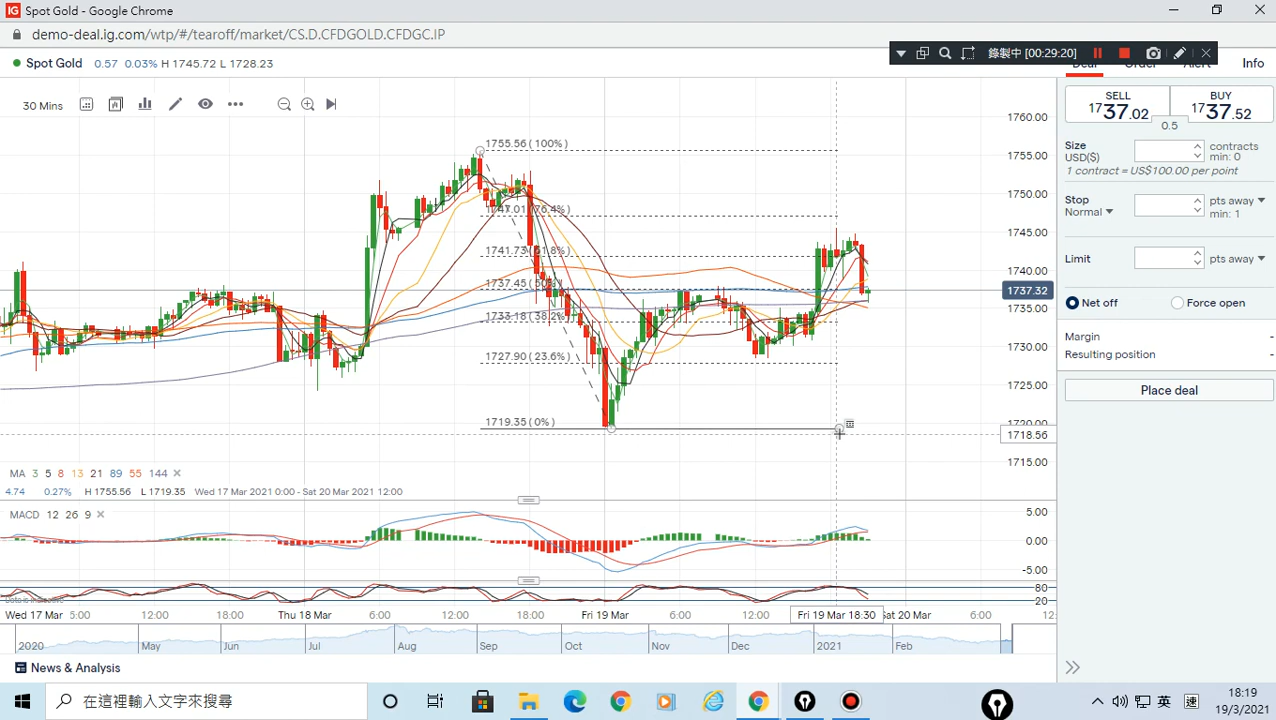 IG Spot Gold - Google Chrome
demo-deal.ig.com/wtp/#/tearoff/market/CS.D.CFDGOLD.CFDGC.IP
錄製中 [00:29:20]
Spot Gold 0.57 0.03% H 1745.72 L 1728.23
Info
30 Mins
SELL
1737.02
BUY
1737.52
0.5
Size
USD($)
contracts
min: 0
1 contract = US$100.00 per point
Stop
Normal
pts away
min: 1
Limit
pts away
Net off
Force open
Margin -
Resulting position -
Place deal
1760.00
1755.00
1750.00
1745.00
1740.00
1737.32
1735.00
1730.00
1725.00
1720.00
1718.56
1715.00
1755.56 (100%)
1747.01 (76.4%)
1741.73 (61.8%)
1737.45 (50%)
1733.18 (38.2%)
1727.90 (23.6%)
1719.35 (0%)
MA 3 5 8 13 21 89 55 144
4.74 0.27% H 1755.56 L 1719.35 Wed 17 Mar 2021 0:00 - Sat 20 Mar 2021 12:00
MACD 12 26 9
5.00
0.00
-5.00
80
20
Wed 17 Mar 5:00 12:00 18:00 Thu 18 Mar 6:00 12:00 18:00 Fri 19 Mar 6:00 12:00 Fri 19 Mar 18:30 Sat 20 Mar 6:00
2020 May Jun Jul Aug Sep Oct Nov Dec 2021 Feb
News & Analysis
在這裡輸入文字來搜尋
英
18:19
19/3/2021